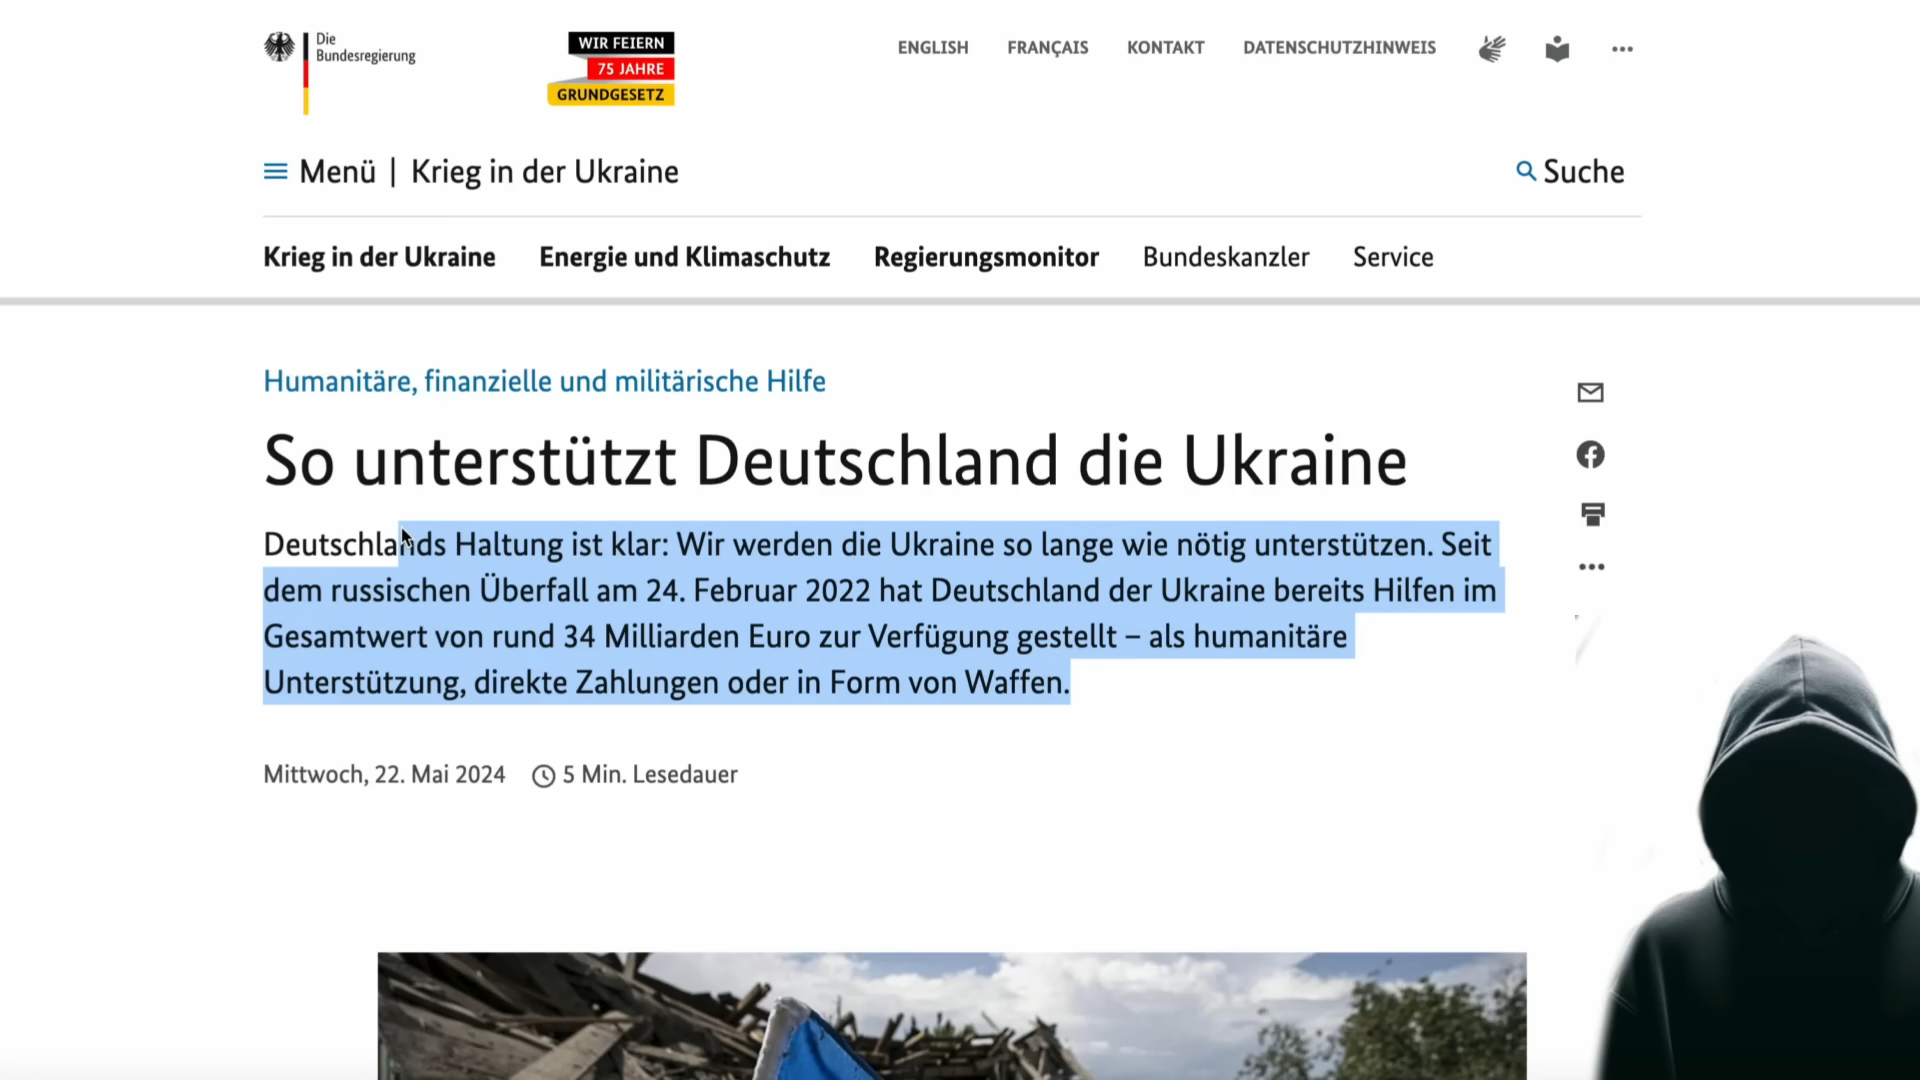 Die
Bundesregierung
WIR FEIERN
75 JAHRE
GRUNDGESETZ
ENGLISH FRANÇAIS KONTAKT DATENSCHUTZHINWEIS
Menü | Krieg in der Ukraine
Suche
Krieg in der Ukraine Energie und Klimaschutz Regierungsmonitor Bundeskanzler Service
Humanitäre, finanzielle und militärische Hilfe
So unterstützt Deutschland die Ukraine
Deutschlands Haltung ist klar: Wir werden die Ukraine so lange wie nötig unterstützen. Seit
dem russischen Überfall am 24. Februar 2022 hat Deutschland der Ukraine bereits Hilfen im
Gesamtwert von rund 34 Milliarden Euro zur Verfügung gestellt – als humanitäre
Unterstützung, direkte Zahlungen oder in Form von Waffen.
Mittwoch, 22. Mai 2024 5 Min. Lesedauer